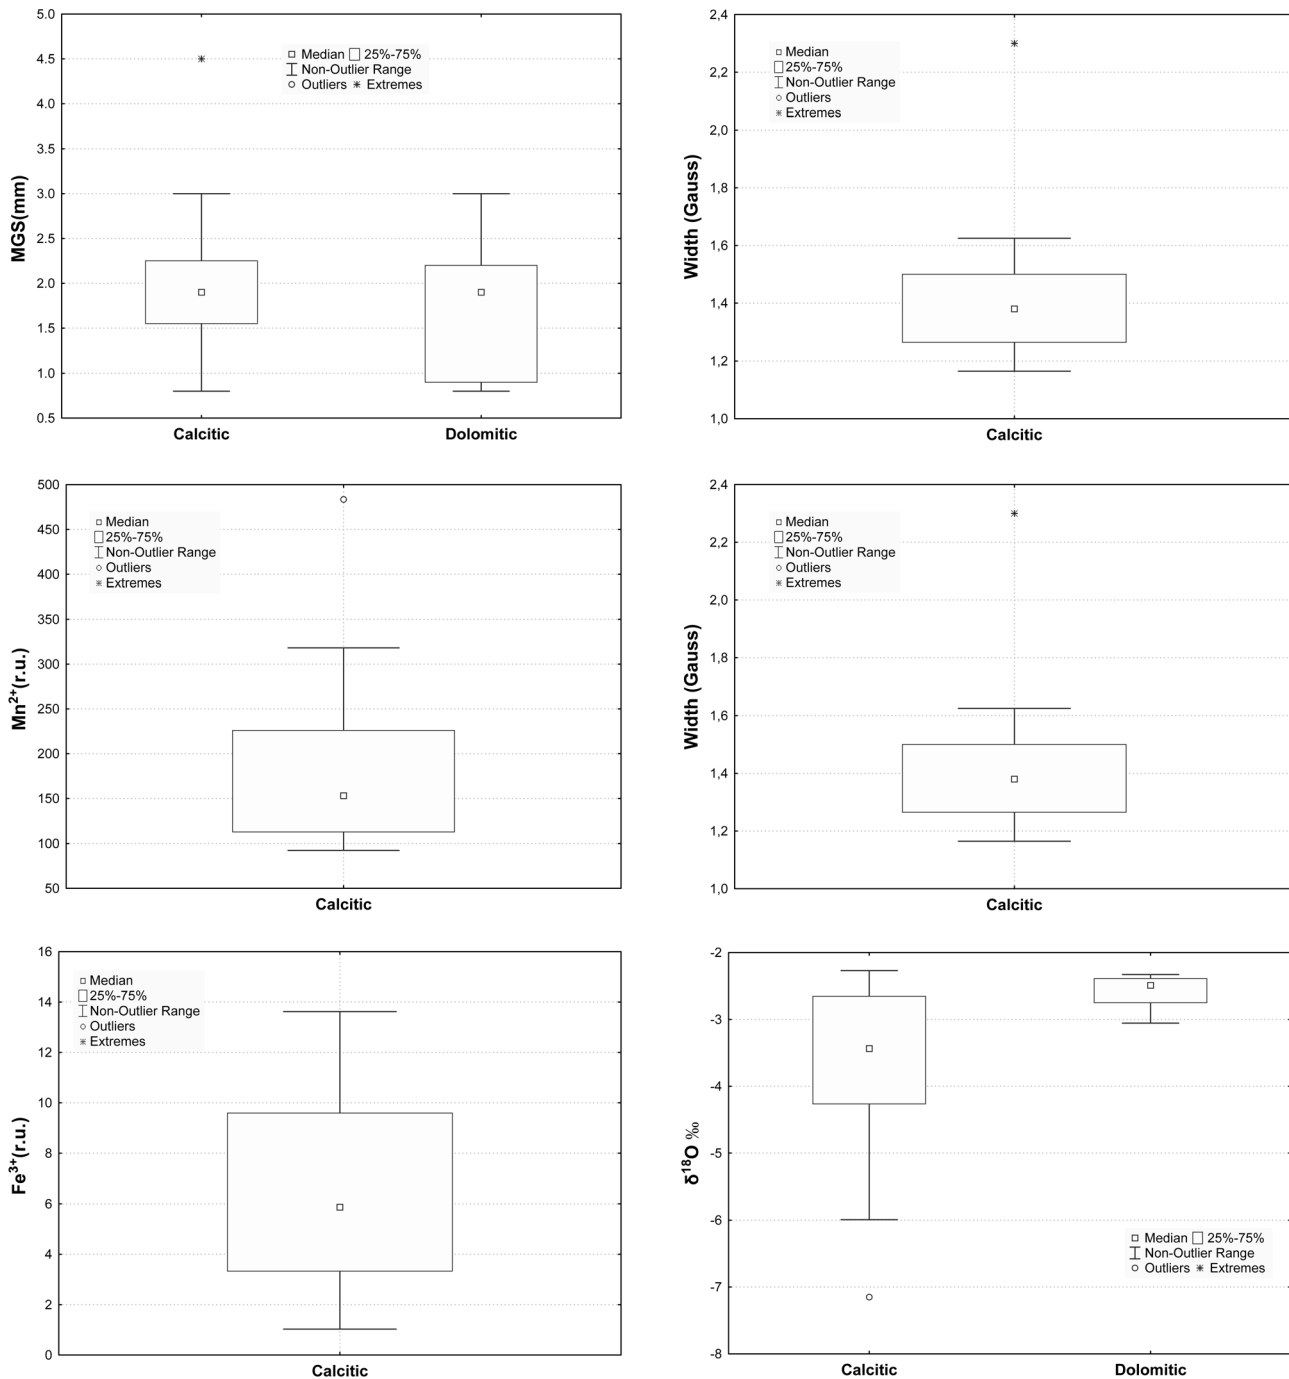 5.0
4.5
4.0
3.5
3.0
2.5
2.0
1.5
1.0
0.5
MGS(mm)
Median 25%-75%
Non-Outlier Range
Outliers Extremes
Calcitic Dolomitic
2,4
2,2
2,0
1,8
1,6
1,4
1,2
1,0
Width (Gauss)
Median
25%-75%
Non-Outlier Range
Outliers
Extremes
Calcitic
500
450
400
350
300
250
200
150
100
50
Mn²⁺(r.u.)
Median
25%-75%
Non-Outlier Range
Outliers
Extremes
Calcitic
2,4
2,2
2,0
1,8
1,6
1,4
1,2
1,0
Width (Gauss)
Median
25%-75%
Non-Outlier Range
Outliers
Extremes
Calcitic
16
14
12
10
8
6
4
2
0
Fe³⁺(r.u.)
Median
25%-75%
Non-Outlier Range
Outliers
Extremes
Calcitic
-2
-3
-4
-5
-6
-7
-8
δ¹⁸O ‰
Median 25%-75%
Non-Outlier Range
Outliers Extremes
Calcitic Dolomitic